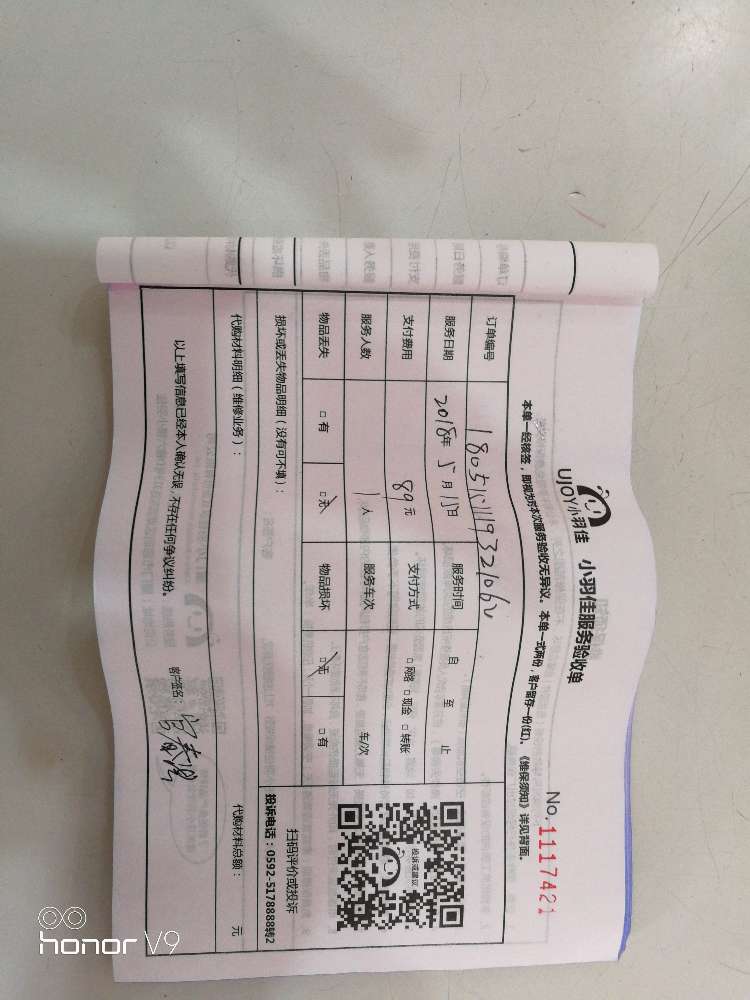 UJOY小羽佳 小羽佳服务验收单
No.1117421
本单一经核签，即视为对本次服务验收无异议。本单一式两份，客户留存一份(红)。《维保须知》详见背面。
订单编号
服务日期 2018年 5月 15日 服务时间 自 至 止
支付费用 89元 支付方式 □网络 □现金 □转账
服务人数 1人 服务车次 车/次
物品丢失 □有 □无 物品损坏 □无 □有
投诉或建议
扫码评价或投诉
投诉电话：0592-5178888转2
损坏或丢失物品明细（没有可不填）：
代购材料明细（维修业务）： 代购材料总额： 元
以上填写信息已经本人确认无误，不存在任何争议纠纷。 客户签名：
honor V9